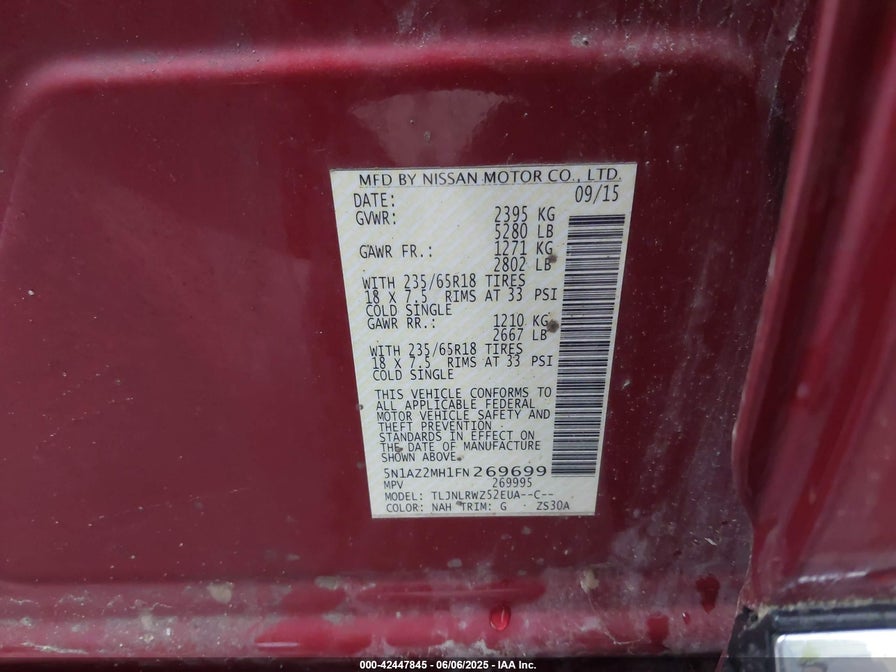 MFD BY NISSAN MOTOR CO., LTD.
DATE: 09/15
GVWR: 2395 KG
5280 LB
GAWR FR.: 1271 KG
2802 LB
WITH 235/65R18 TIRES
18 X 7.5 RIMS AT 33 PSI
COLD SINGLE
GAWR RR.: 1210 KG
2667 LB
WITH 235/65R18 TIRES
18 X 7.5 RIMS AT 33 PSI
COLD SINGLE
THIS VEHICLE CONFORMS TO
ALL APPLICABLE FEDERAL
MOTOR VEHICLE SAFETY AND
THEFT PREVENTION
STANDARDS IN EFFECT ON
THE DATE OF MANUFACTURE
SHOWN ABOVE.
5N1AZ2MH1FN269699
MPV 269995
MODEL: TLJNLRWZ52EUA--C--
COLOR: NAH TRIM: G ZS30A
000-42447845 - 06/06/2025 - IAA Inc.